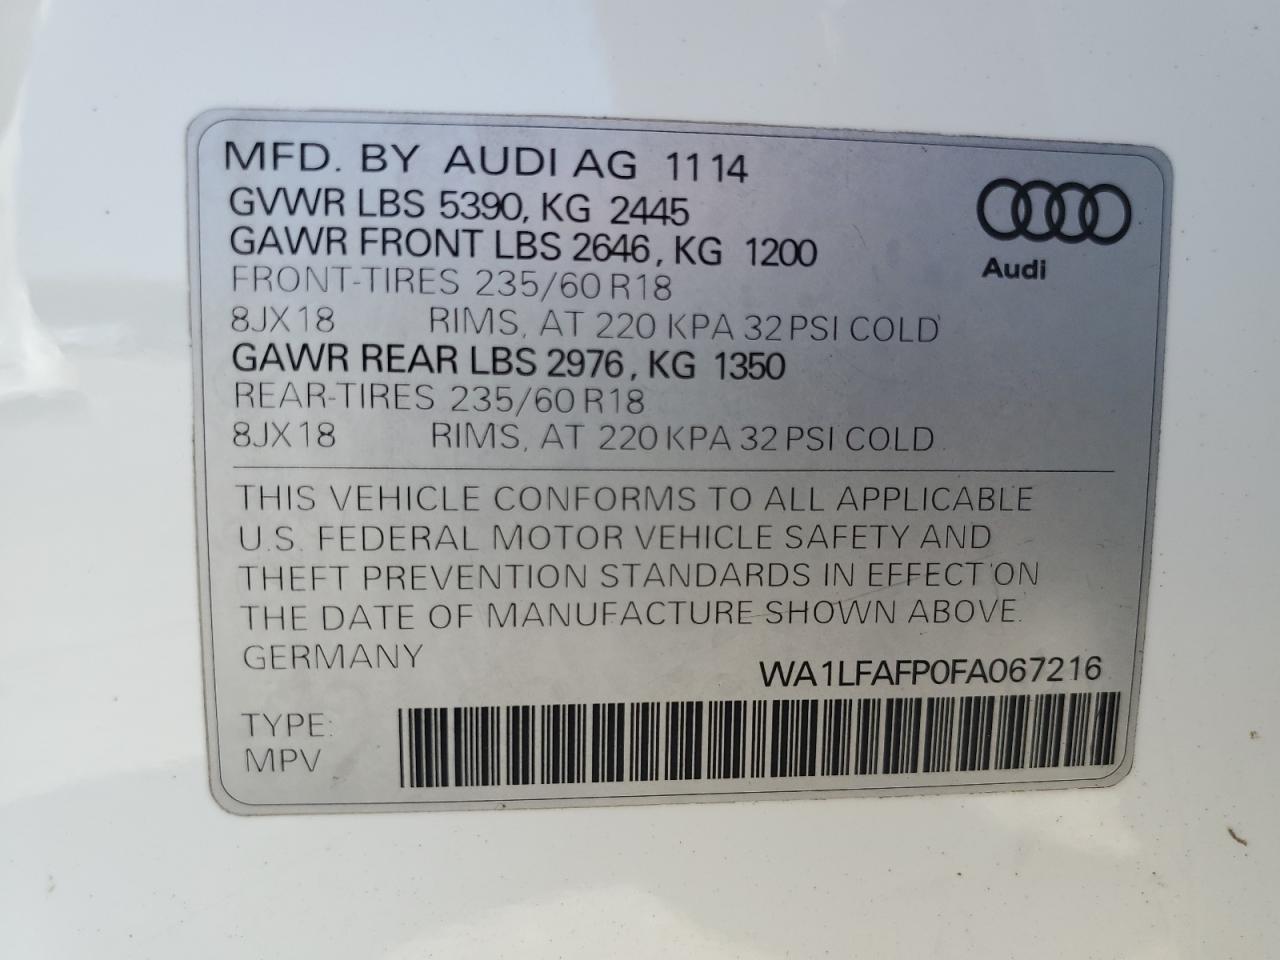 MFD. BY AUDI AG 11 14
GVWR LBS 5390, KG 2445
GAWR FRONT LBS 2646, KG 1200
FRONT-TIRES 235/60 R18
8JX18 RIMS, AT 220 KPA 32 PSI COLD
GAWR REAR LBS 2976, KG 1350
REAR-TIRES 235/60 R18
8JX18 RIMS, AT 220 KPA 32 PSI COLD
Audi
THIS VEHICLE CONFORMS TO ALL APPLICABLE
U.S. FEDERAL MOTOR VEHICLE SAFETY AND
THEFT PREVENTION STANDARDS IN EFFECT ON
THE DATE OF MANUFACTURE SHOWN ABOVE.
GERMANY
WA1LFAFP0FA067216
TYPE:
MPV